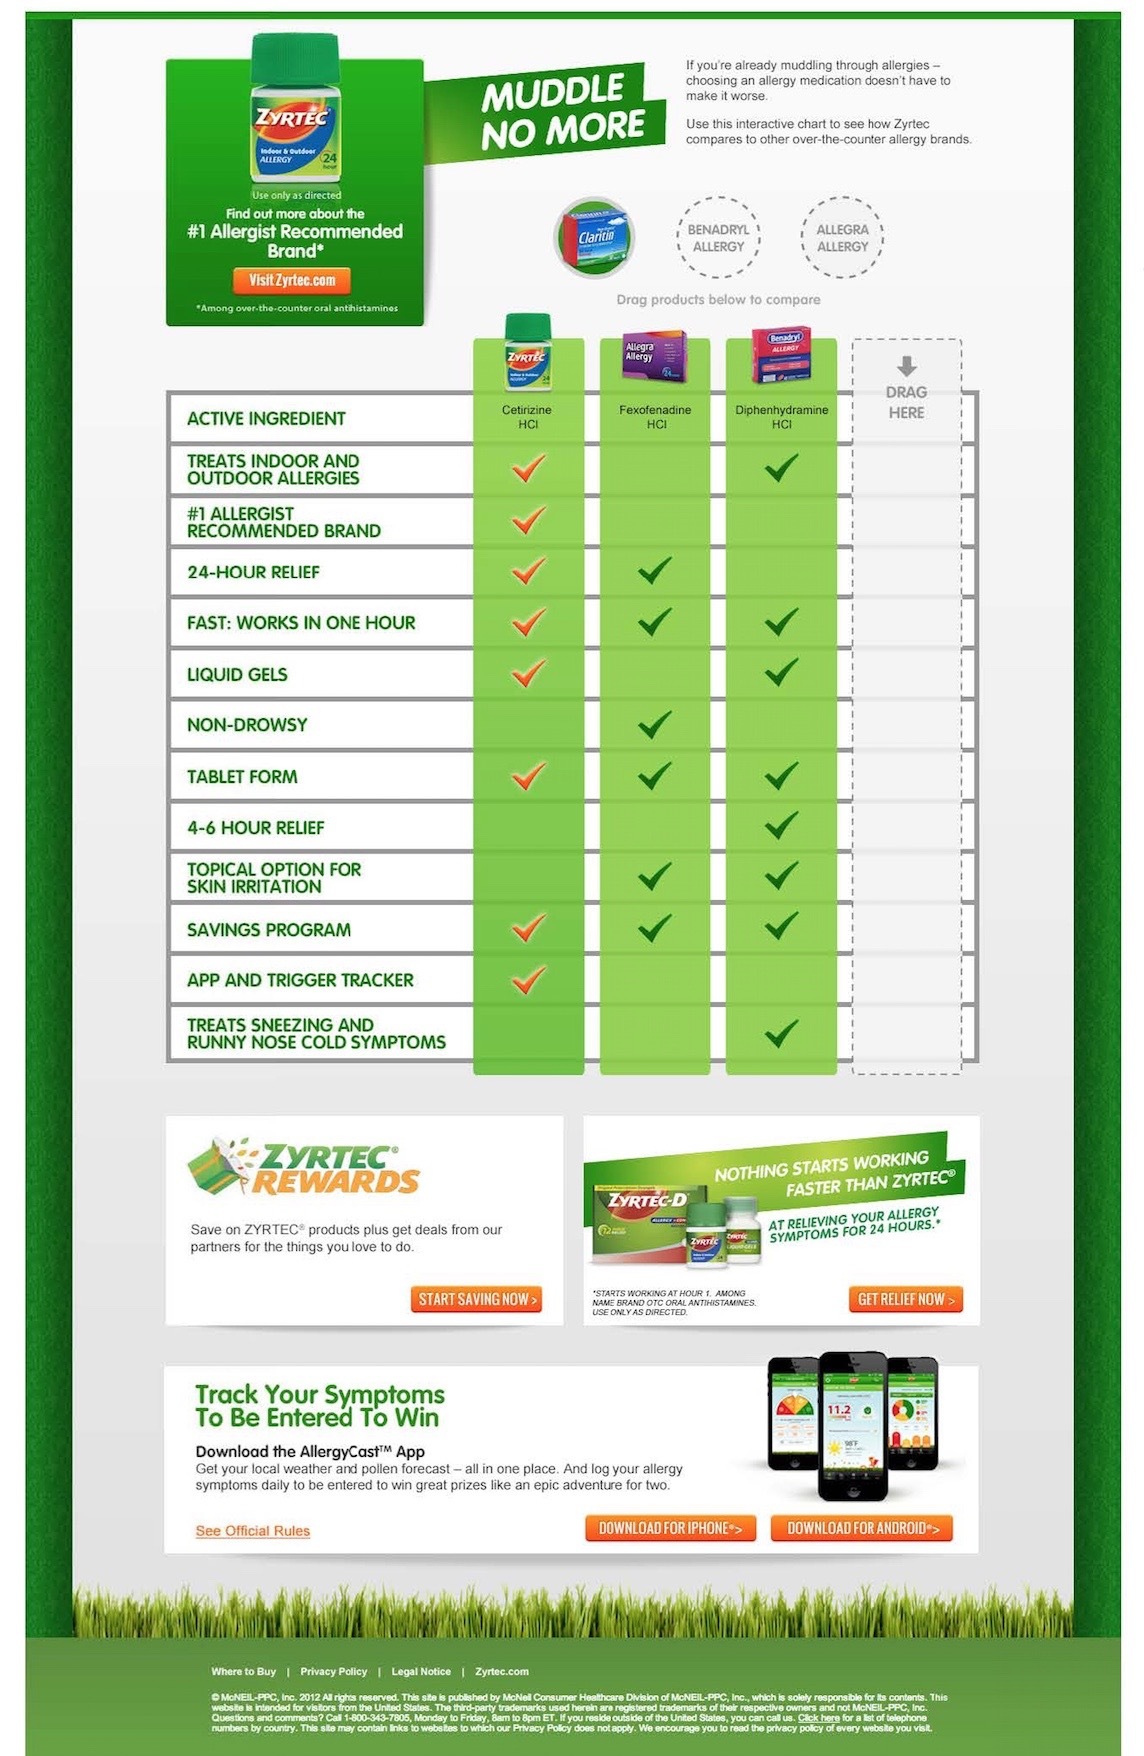 ZYRTEC®
Indoor & Outdoor
ALLERGY
24
hour
Use only as directed
Find out more about the
#1 Allergist Recommended
Brand*
Visit Zyrtec.com
*Among over-the-counter oral antihistamines
MUDDLE
NO MORE
If you're already muddling through allergies –
choosing an allergy medication doesn't have to
make it worse.
Use this interactive chart to see how Zyrtec
compares to other over-the-counter allergy brands.
Claritin
BENADRYL
ALLERGY
ALLEGRA
ALLERGY
Drag products below to compare
ZYRTEC
ALLERGY
Allegra
Allergy
24
Benadryl
ALLERGY
DRAG
HERE
ACTIVE INGREDIENT
Cetirizine
HCl
Fexofenadine
HCl
Diphenhydramine
HCl
TREATS INDOOR AND
OUTDOOR ALLERGIES
#1 ALLERGIST
RECOMMENDED BRAND
24-HOUR RELIEF
FAST: WORKS IN ONE HOUR
LIQUID GELS
NON-DROWSY
TABLET FORM
4-6 HOUR RELIEF
TOPICAL OPTION FOR
SKIN IRRITATION
SAVINGS PROGRAM
APP AND TRIGGER TRACKER
TREATS SNEEZING AND
RUNNY NOSE COLD SYMPTOMS
ZYRTEC®
REWARDS
Save on ZYRTEC® products plus get deals from our
partners for the things you love to do.
START SAVING NOW >
NOTHING STARTS WORKING
FASTER THAN ZYRTEC®
AT RELIEVING YOUR ALLERGY
SYMPTOMS FOR 24 HOURS.*
ZYRTEC-D
12
ZYRTEC
ZYRTEC
LIQUID GELS
*STARTS WORKING AT HOUR 1. AMONG
NAME BRAND OTC ORAL ANTIHISTAMINES.
USE ONLY AS DIRECTED.
GET RELIEF NOW >
Track Your Symptoms
To Be Entered To Win
Download the AllergyCast™ App
Get your local weather and pollen forecast – all in one place. And log your allergy
symptoms daily to be entered to win great prizes like an epic adventure for two.
11.2
98°F
See Official Rules
DOWNLOAD FOR IPHONE® >
DOWNLOAD FOR ANDROID® >
Where to Buy | Privacy Policy | Legal Notice | Zyrtec.com
© McNEIL-PPC, Inc. 2012 All rights reserved. This site is published by McNeil Consumer Healthcare Division of McNEIL-PPC, Inc., which is solely responsible for its contents. This
website is intended for visitors from the United States. The third-party trademarks used herein are registered trademarks of their respective owners and not McNEIL-PPC, Inc.
Questions and comments? Call 1-800-343-7805, Monday to Friday, 8am to 8pm ET. If you reside outside of the United States, you can call us. Click here for a list of telephone
numbers by country. This site may contain links to websites to which our Privacy Policy does not apply. We encourage you to read the privacy policy of every website you visit.